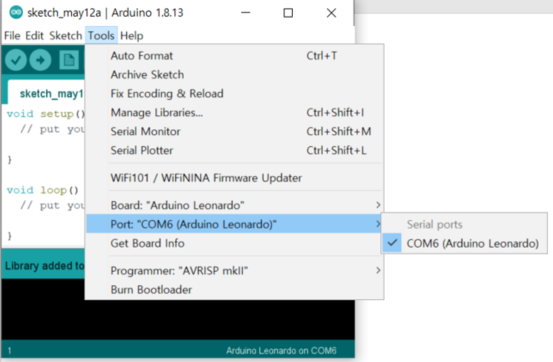 sketch_may12a | Arduino 1.8.13
File Edit Sketch Tools Help
Auto Format Ctrl+T
sketch_may1 Archive Sketch
Fix Encoding & Reload
void setup() Manage Libraries... Ctrl+Shift+I
// put you Serial Monitor Ctrl+Shift+M
Serial Plotter Ctrl+Shift+L
}
WiFi101 / WiFiNINA Firmware Updater
void loop()
// put you Board: "Arduino Leonardo"
Port: "COM6 (Arduino Leonardo)" Serial ports
} Get Board Info COM6 (Arduino Leonardo)
Library added to Programmer: "AVRISP mkII"
Burn Bootloader
1 Arduino Leonardo on COM6